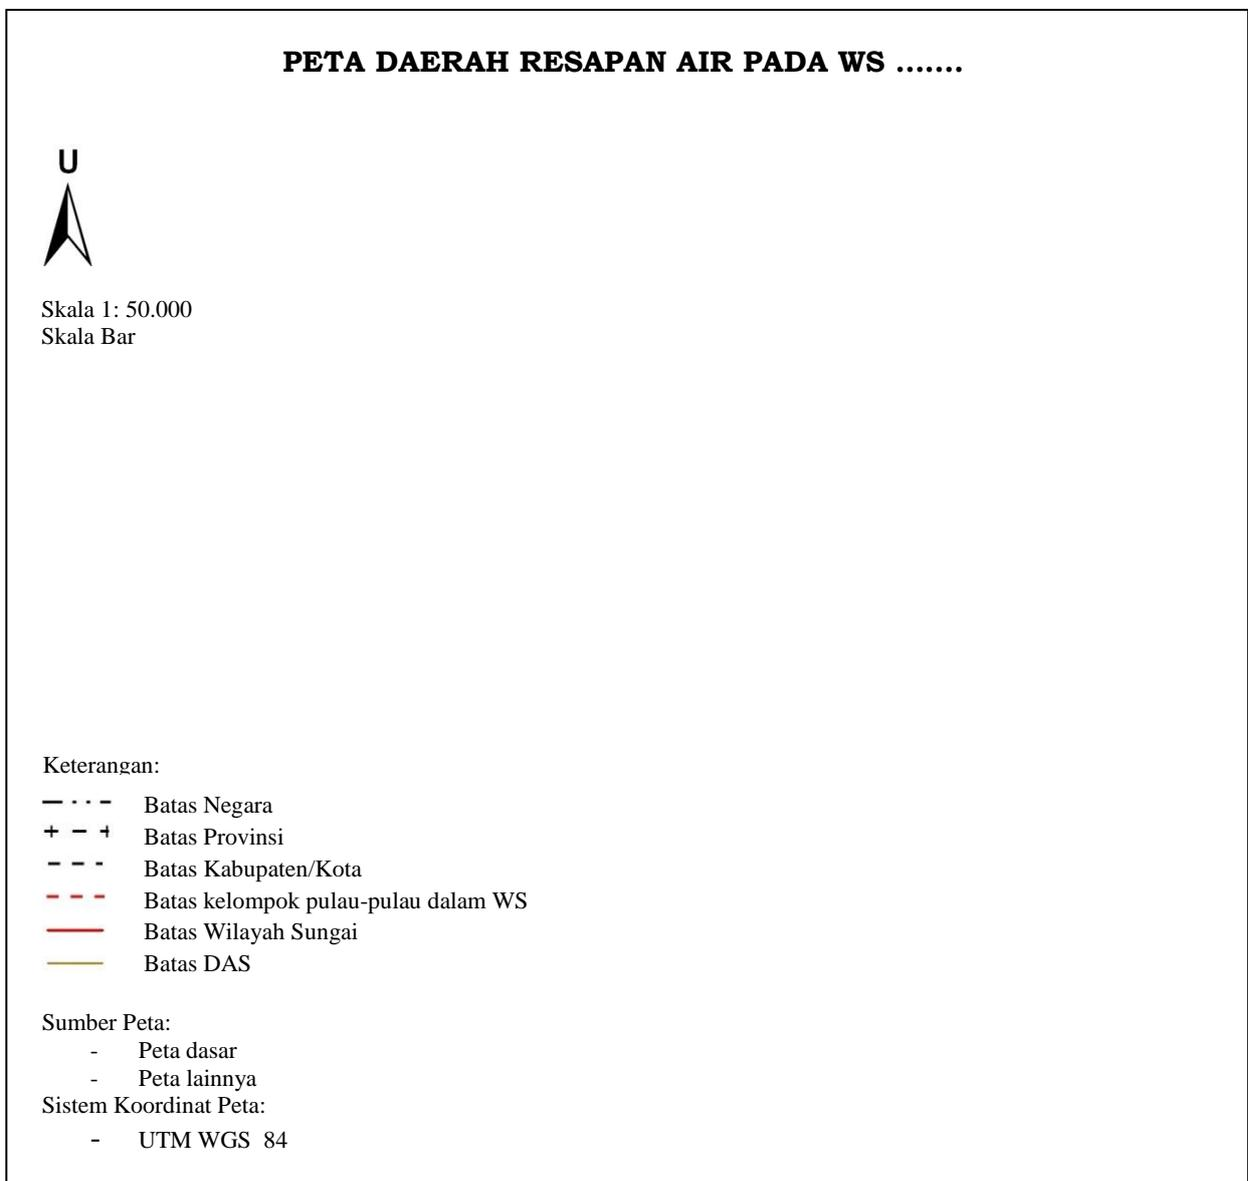 PETA DAERAH RESAPAN AIR PADA WS .......
U
Skala 1: 50.000
Skala Bar
Keterangan:
Batas Negara
Batas Provinsi
Batas Kabupaten/Kota
Batas kelompok pulau-pulau dalam WS
Batas Wilayah Sungai
Batas DAS
Sumber Peta:
- Peta dasar
- Peta lainnya
Sistem Koordinat Peta:
- UTM WGS 84